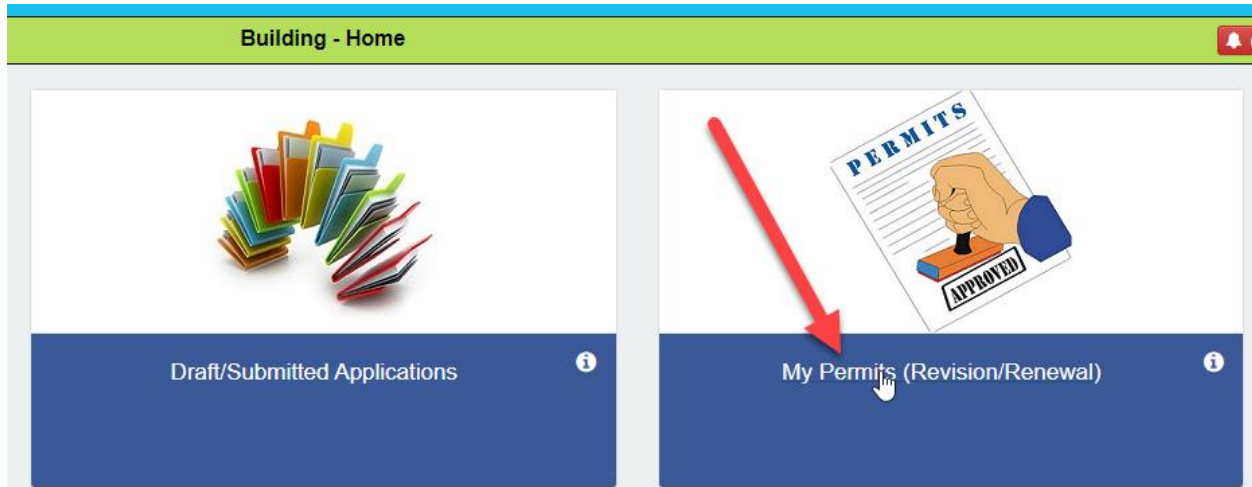 Building - Home
PERMITS
APPROVED
Draft/Submitted Applications
My Permits (Revision/Renewal)